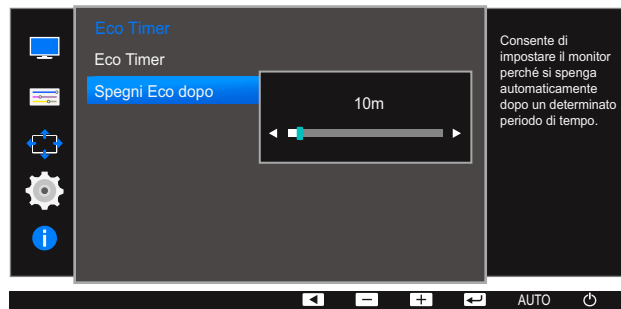 Eco Timer
Eco Timer
Spegni Eco dopo
10m
Consente di
impostare il monitor
perché si spenga
automaticamente
dopo un determinato
periodo di tempo.
AUTO